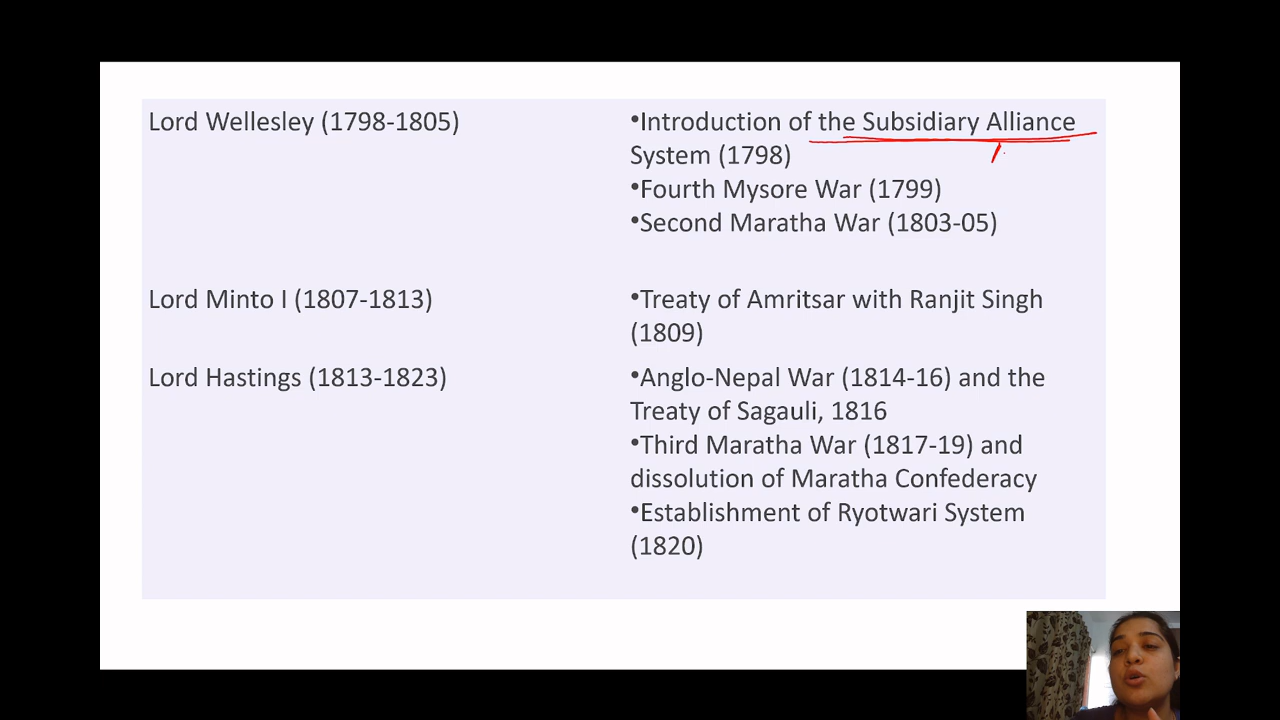 Lord Wellesley (1798-1805)
•Introduction of the Subsidiary Alliance
System (1798)
•Fourth Mysore War (1799)
•Second Maratha War (1803-05)
Lord Minto I (1807-1813)
•Treaty of Amritsar with Ranjit Singh
(1809)
Lord Hastings (1813-1823)
•Anglo-Nepal War (1814-16) and the
Treaty of Sagauli, 1816
•Third Maratha War (1817-19) and
dissolution of Maratha Confederacy
•Establishment of Ryotwari System
(1820)